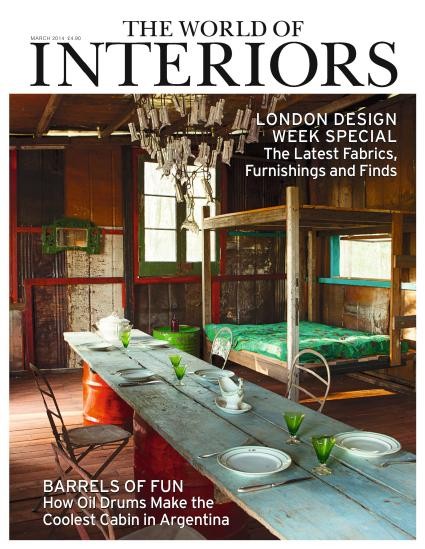 THE WORLD OF
MARCH 2014 £4.90
INTERIORS
LONDON DESIGN
WEEK SPECIAL
The Latest Fabrics,
Furnishings and Finds
BARRELS OF FUN
How Oil Drums Make the
Coolest Cabin in Argentina